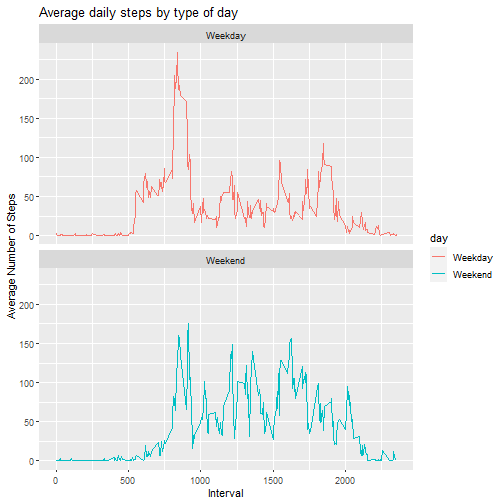 Average daily steps by type of day
Weekday
200
150
100
50
0
Weekend
200
150
100
50
0
0
500
1000
1500
2000
Interval
Average Number of Steps
day
Weekday
Weekend